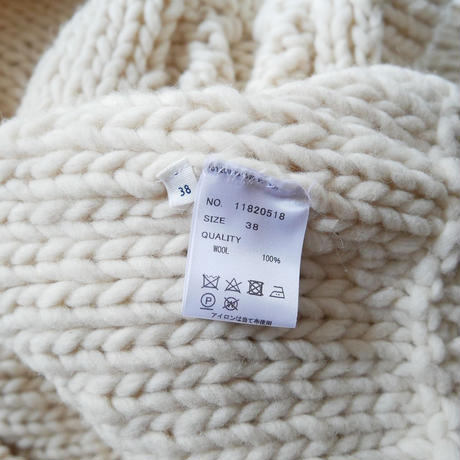 38
NO. 11820518
SIZE 38
QUALITY
WOOL 100%
P
アイロンは当て布使用